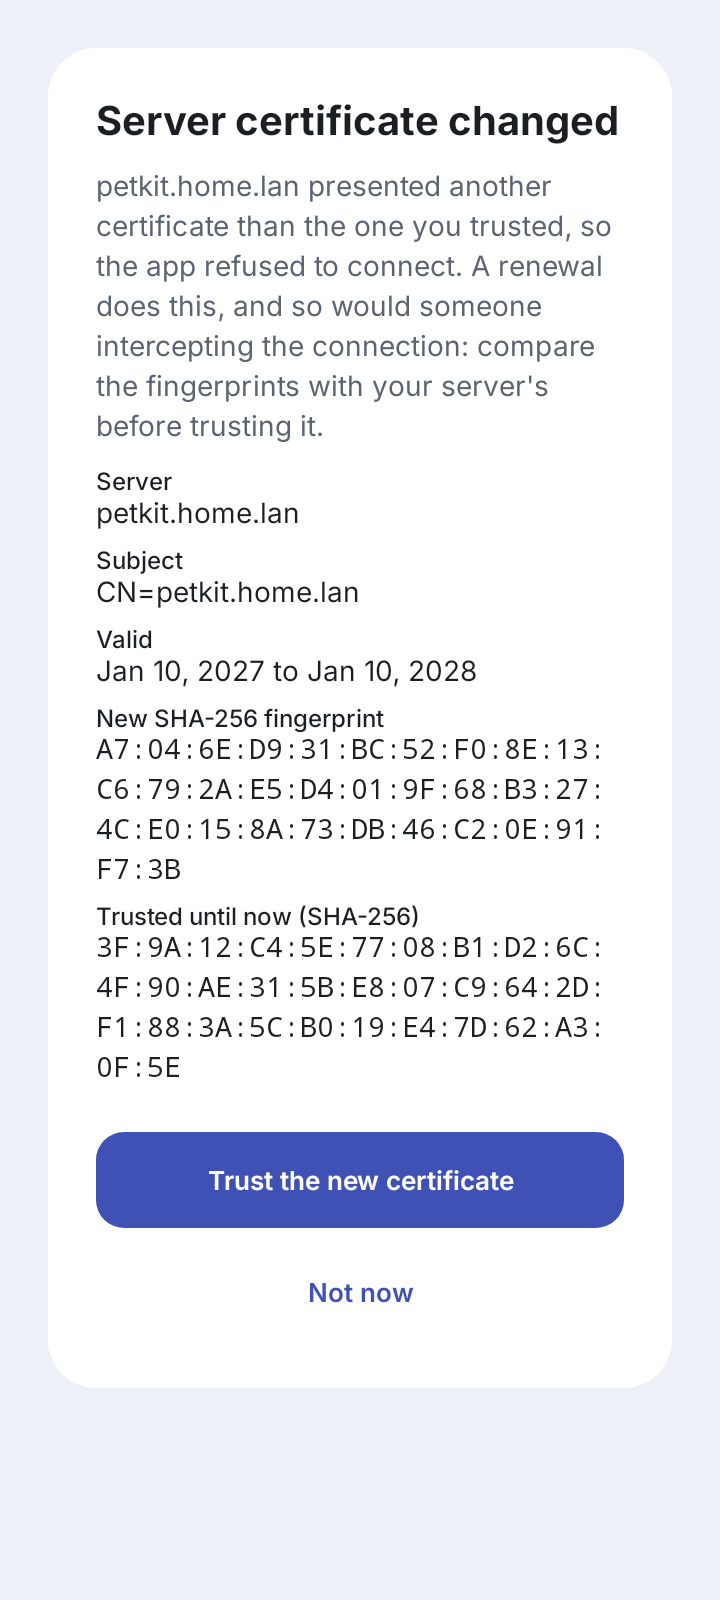 Server certificate changed
petkit.home.lan presented another
certificate than the one you trusted, so
the app refused to connect. A renewal
does this, and so would someone
intercepting the connection: compare
the fingerprints with your server's
before trusting it.
Server
petkit.home.lan
Subject
CN=petkit.home.lan
Valid
Jan 10, 2027 to Jan 10, 2028
New SHA-256 fingerprint
A7:04:6E:D9:31:BC:52:F0:8E:13:
C6:79:2A:E5:D4:01:9F:68:B3:27:
4C:E0:15:8A:73:DB:46:C2:0E:91:
F7:3B
Trusted until now (SHA-256)
3F:9A:12:C4:5E:77:08:B1:D2:6C:
4F:90:AE:31:5B:E8:07:C9:64:2D:
F1:88:3A:5C:B0:19:E4:7D:62:A3:
0F:5E
Trust the new certificate
Not now